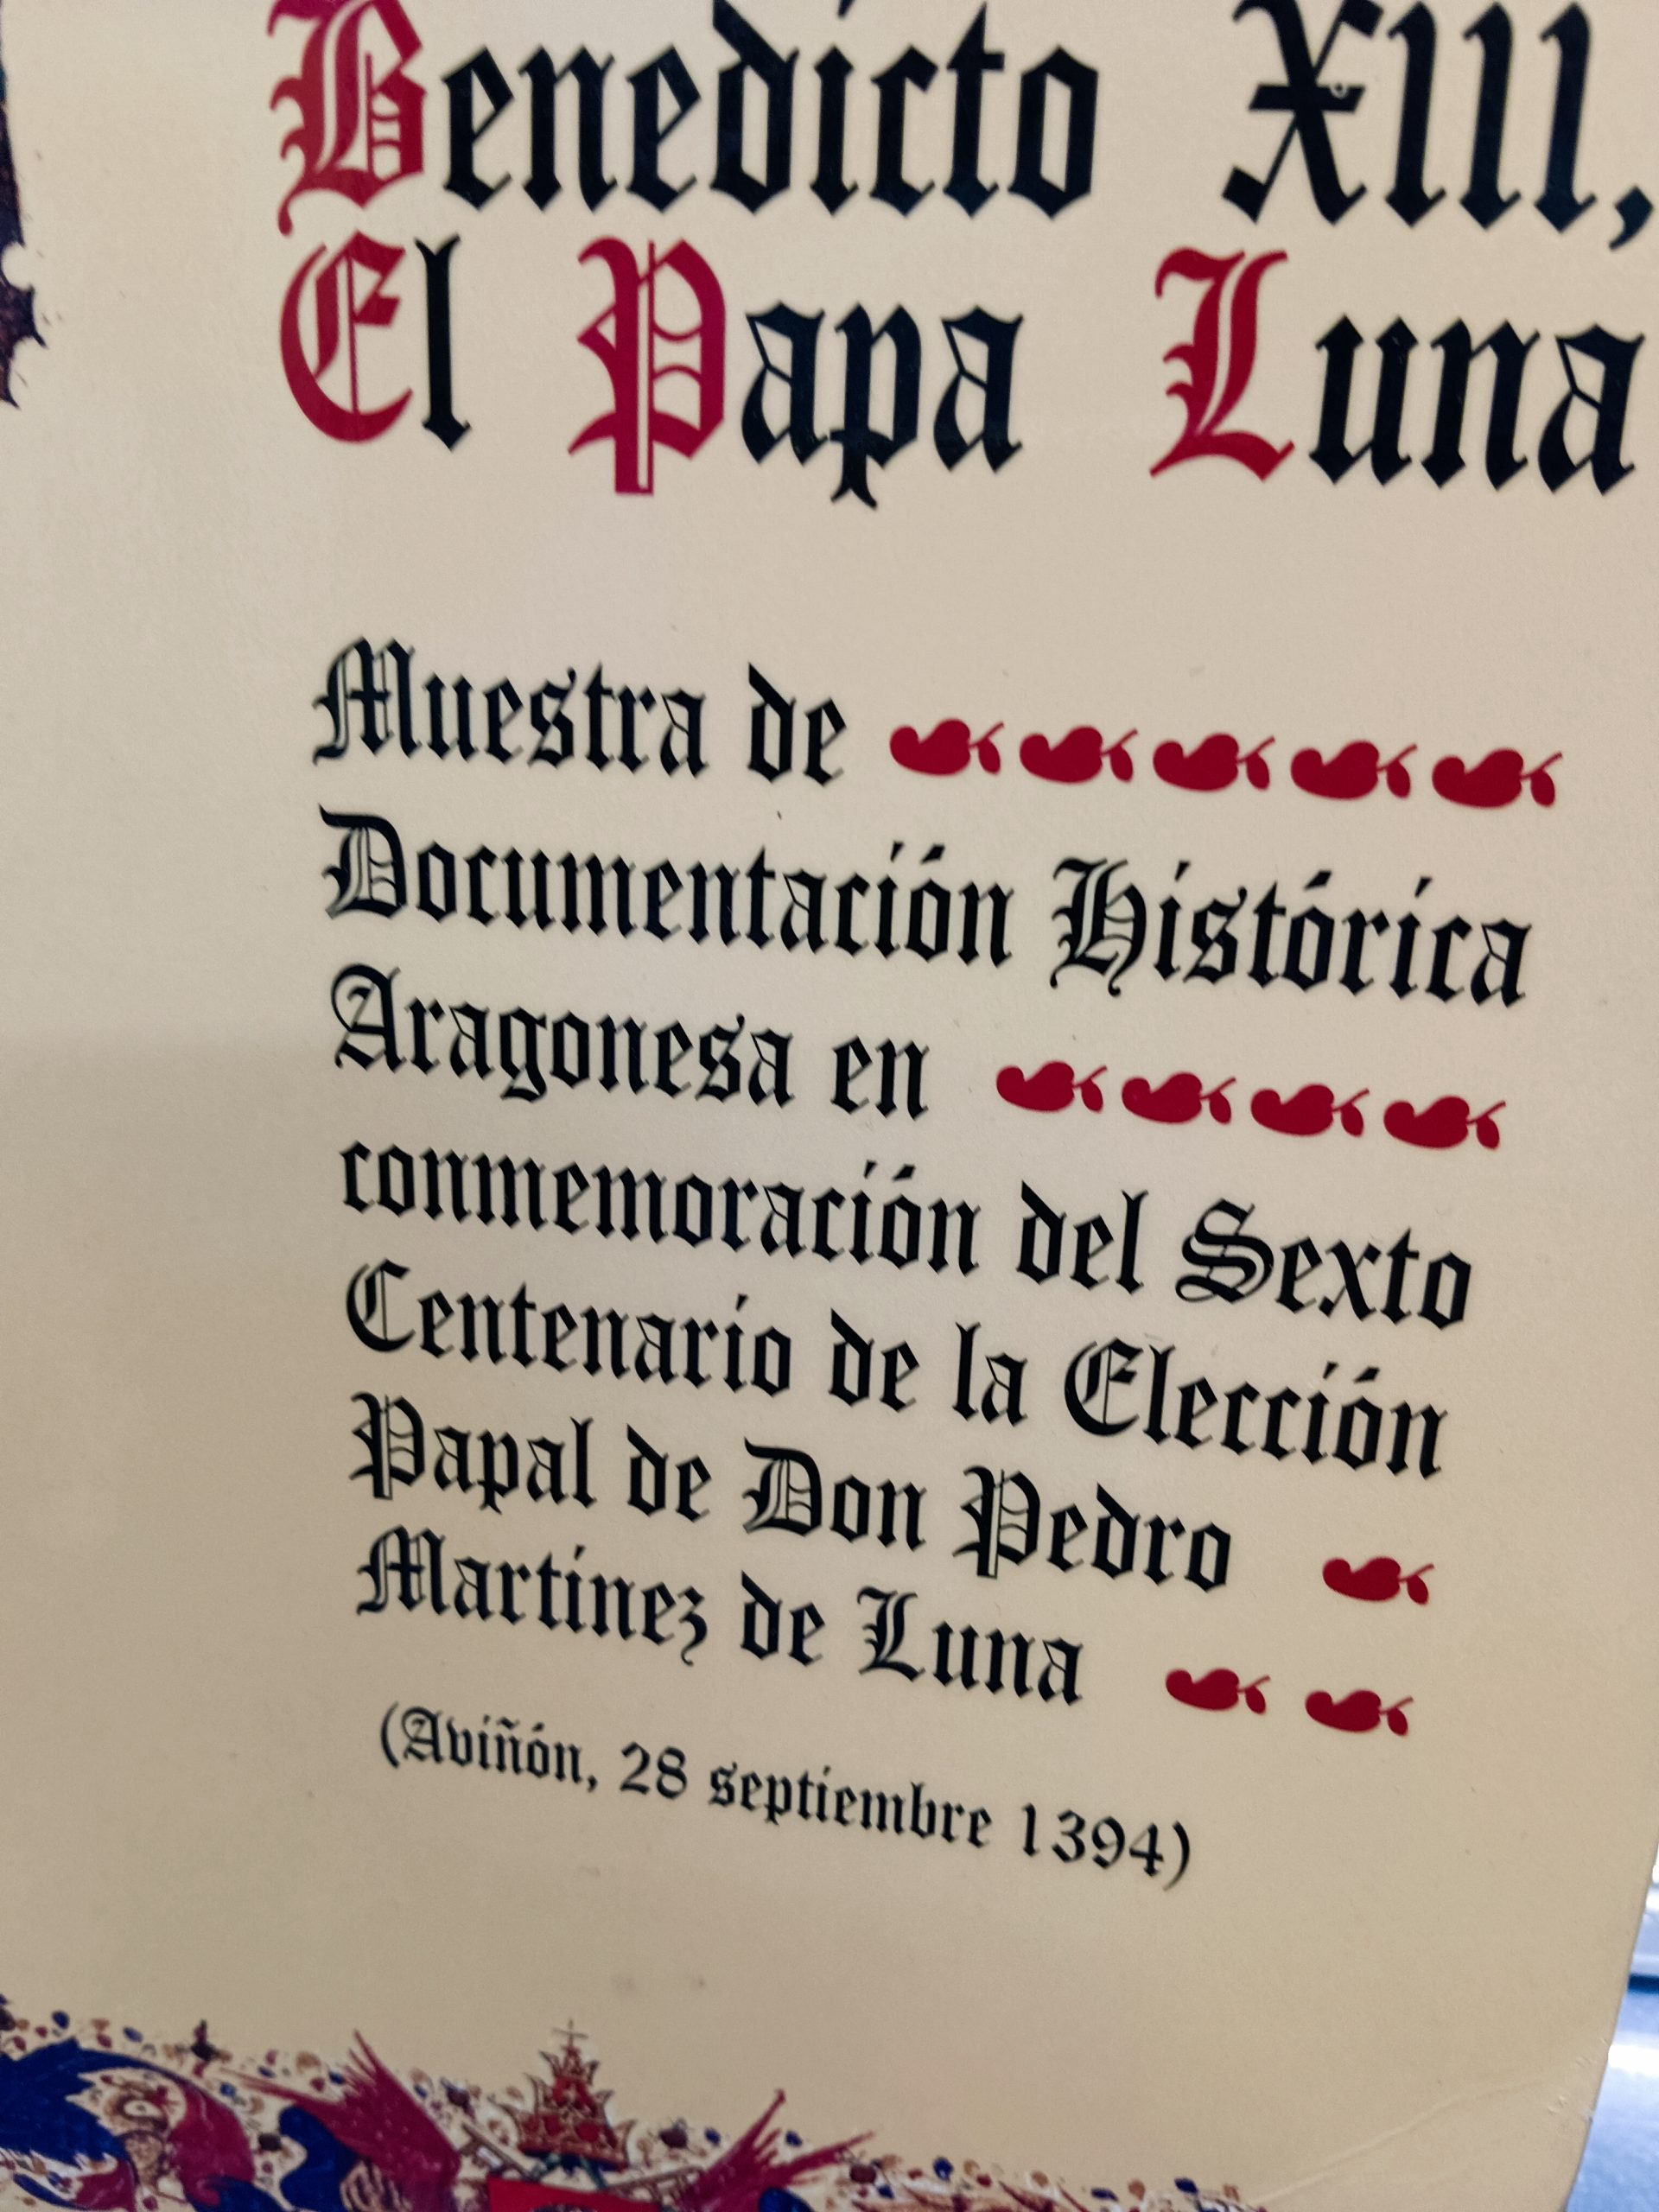 Benedicto XIII,
El Papa Luna
Muestra de
Documentación Histórica
Aragonesa en
conmemoración del Sexto
Centenario de la Elección
Papal de Don Pedro
Martínez de Luna
(Aviñón, 28 septiembre 1394)